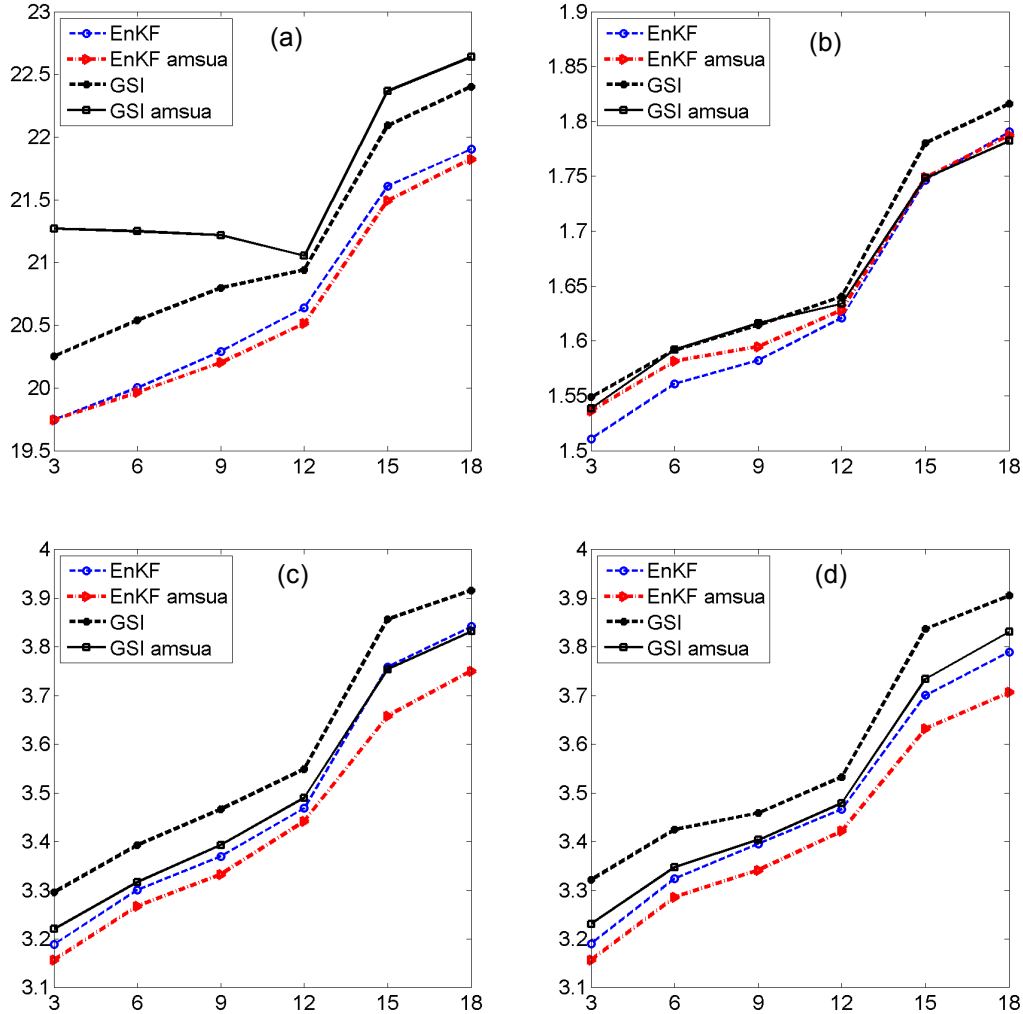 23
22.5
22
21.5
21
20.5
20
19.5
3 6 9 12 15 18
EnKF
EnKF amsua
GSI
GSI amsua
(a)
1.9
1.85
1.8
1.75
1.7
1.65
1.6
1.55
1.5
3 6 9 12 15 18
EnKF
EnKF amsua
GSI
GSI amsua
(b)
4
3.9
3.8
3.7
3.6
3.5
3.4
3.3
3.2
3.1
3 6 9 12 15 18
EnKF
EnKF amsua
GSI
GSI amsua
(c)
4
3.9
3.8
3.7
3.6
3.5
3.4
3.3
3.2
3.1
3 6 9 12 15 18
EnKF
EnKF amsua
GSI
GSI amsua
(d)